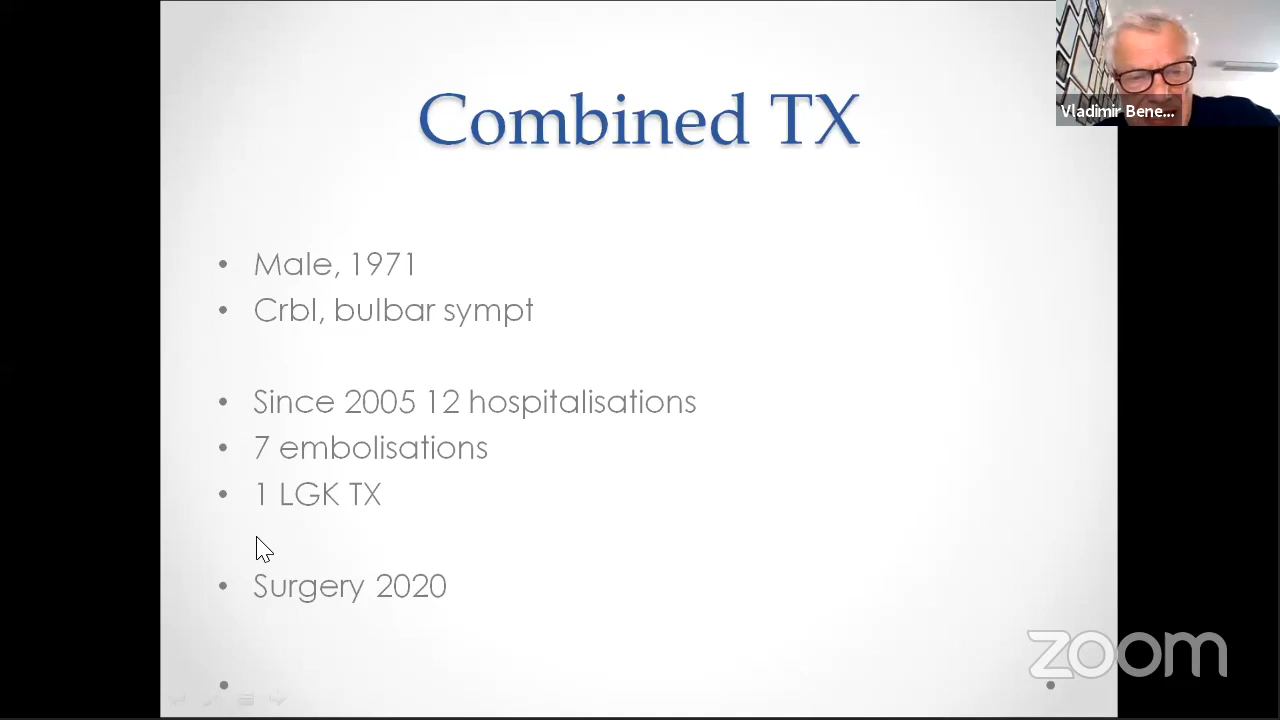 Combined TX
Vladimir Bene...
• Male, 1971
• Crbl, bulbar sympt
• Since 2005 12 hospitalisations
• 7 embolisations
• 1 LGK TX
• Surgery 2020
zoom